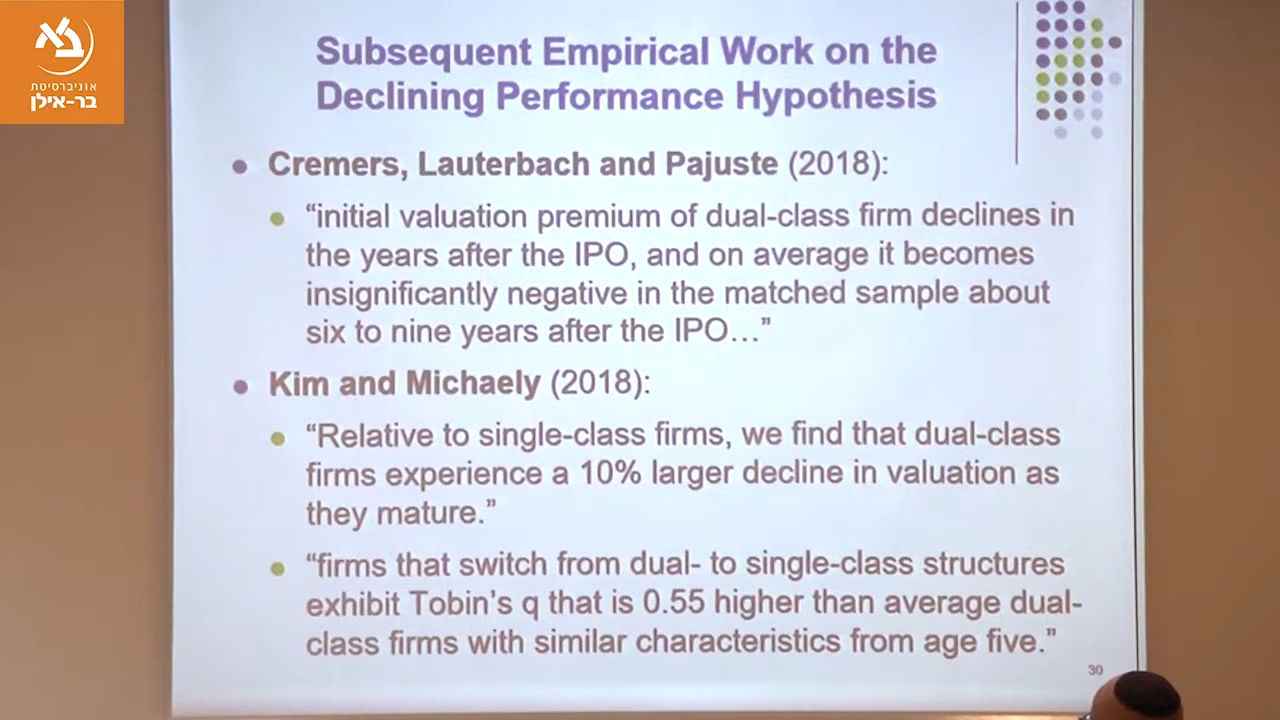 אוניברסיטת
בר-אילן
Subsequent Empirical Work on the
Declining Performance Hypothesis
Cremers, Lauterbach and Pajuste (2018):
“initial valuation premium of dual-class firm declines in
the years after the IPO, and on average it becomes
insignificantly negative in the matched sample about
six to nine years after the IPO…”
Kim and Michaely (2018):
“Relative to single-class firms, we find that dual-class
firms experience a 10% larger decline in valuation as
they mature.”
“firms that switch from dual- to single-class structures
exhibit Tobin’s q that is 0.55 higher than average dual-
class firms with similar characteristics from age five.”
30